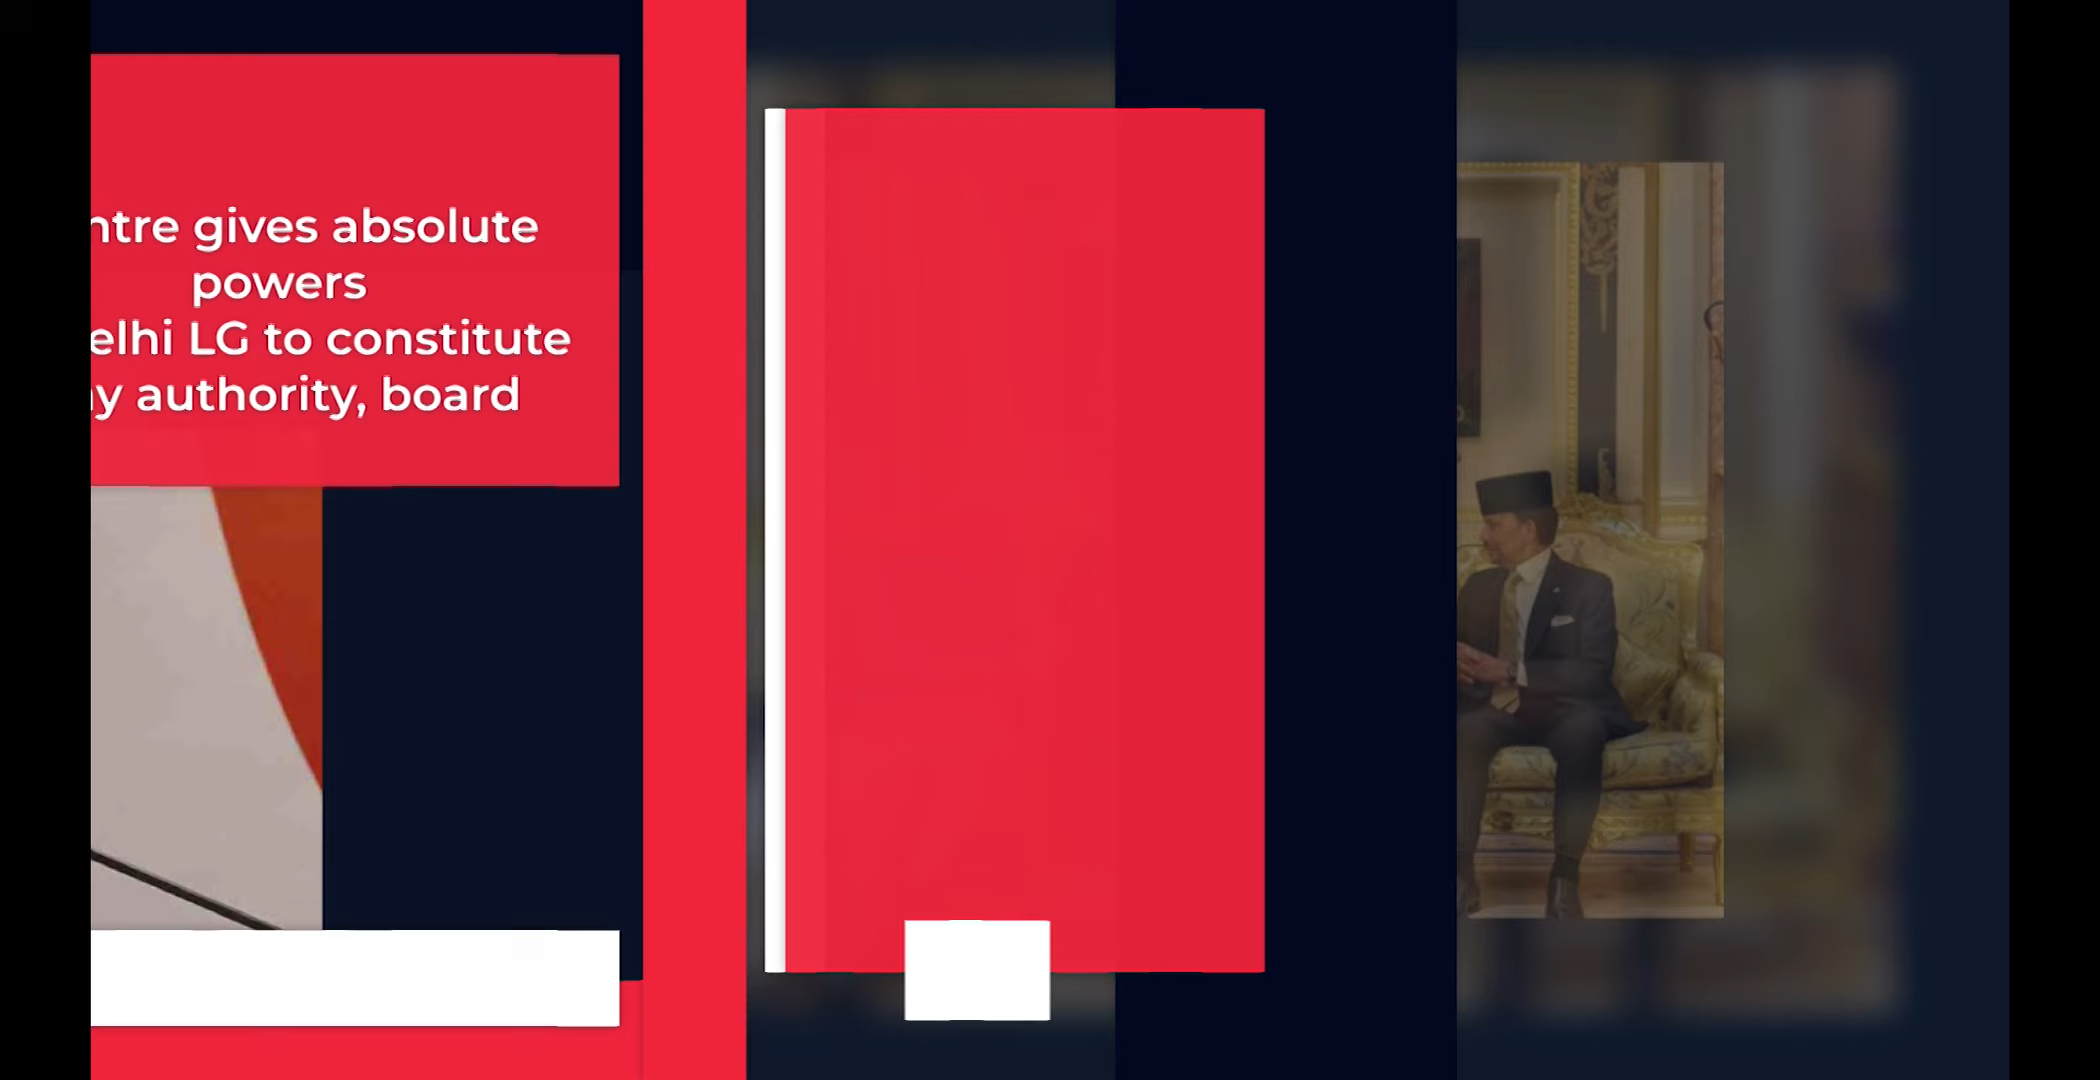 ntre gives absolute
powers
elhi LG to constitute
y authority, board